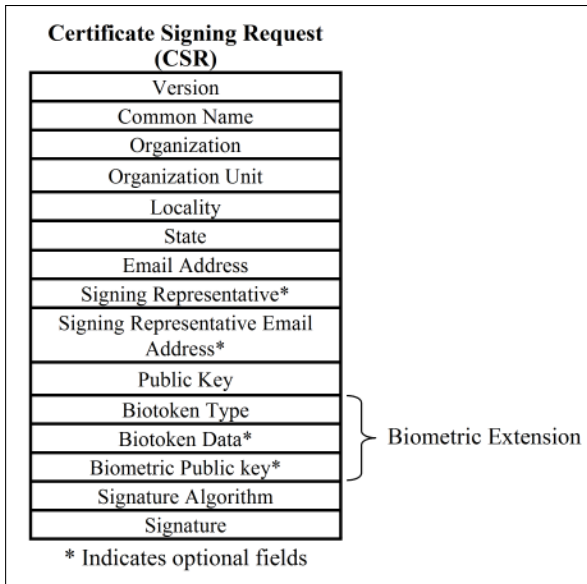 Certificate Signing Request
(CSR)
Version
Common Name
Organization
Organization Unit
Locality
State
Email Address
Signing Representative*
Signing Representative Email
Address*
Public Key
Biotoken Type
Biotoken Data*
Biometric Public key*
Biometric Extension
Signature Algorithm
Signature
* Indicates optional fields